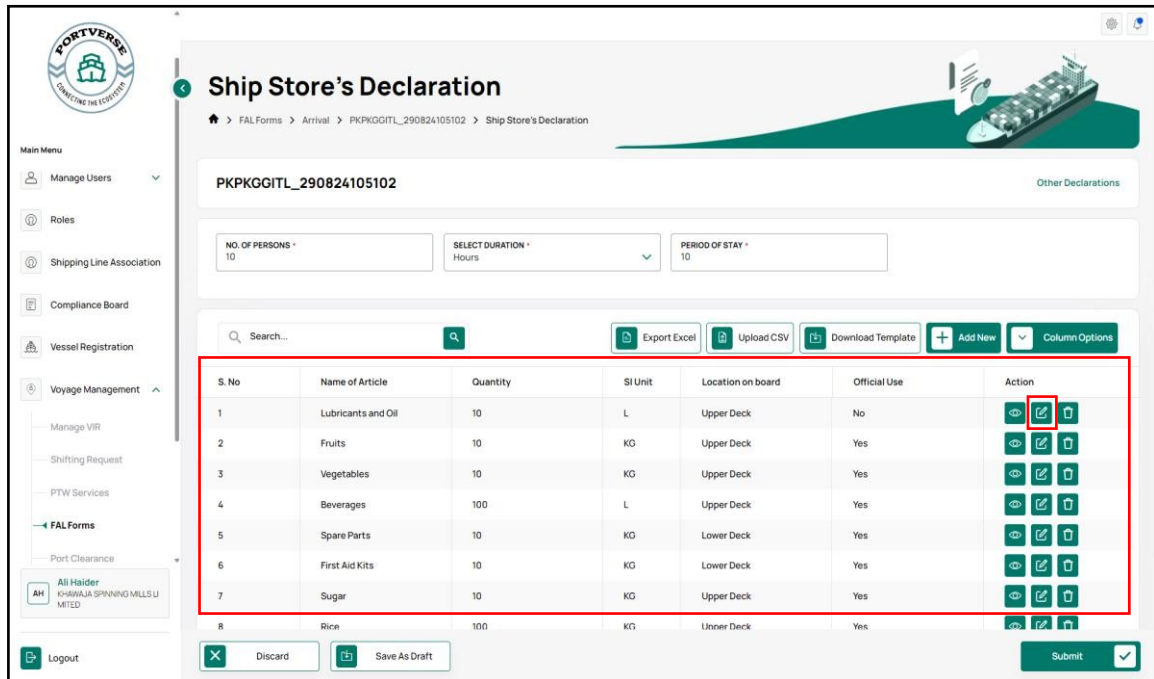 PORTVERSE
CONNECTING THE ECOSYSTEM
Main Menu
Manage Users
Roles
Shipping Line Association
Compliance Board
Vessel Registration
Voyage Management
Manage VIR
Shifting Request
PTW Services
FAL Forms
Port Clearance
AH
Ali Haider
KHAWAJA SPINNING MILLS LI
MITED
Logout
Ship Store's Declaration
> FAL Forms > Arrival > PKPKGGITL_290824105102 > Ship Store's Declaration
PKPKGGITL_290824105102
Other Declarations
NO. OF PERSONS *
10
SELECT DURATION *
Hours
PERIOD OF STAY *
10
Search...
Export Excel
Upload CSV
Download Template
Add New
Column Options
S. No Name of Article Quantity SI Unit Location on board Official Use Action
1 Lubricants and Oil 10 L Upper Deck No
2 Fruits 10 KG Upper Deck Yes
3 Vegetables 10 KG Upper Deck Yes
4 Beverages 100 L Upper Deck Yes
5 Spare Parts 10 KG Lower Deck Yes
6 First Aid Kits 10 KG Lower Deck Yes
7 Sugar 10 KG Upper Deck Yes
8 Rice 100 KG Upper Deck Yes
Discard
Save As Draft
Submit